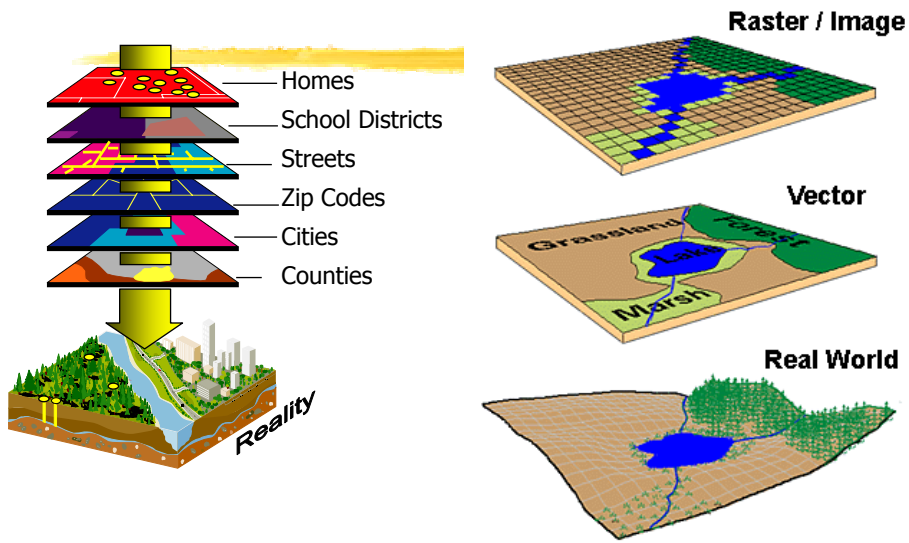 Homes
School Districts
Streets
Zip Codes
Cities
Counties
Reality
Raster / Image
Vector
Grassland
Forest
Lake
Marsh
Real World